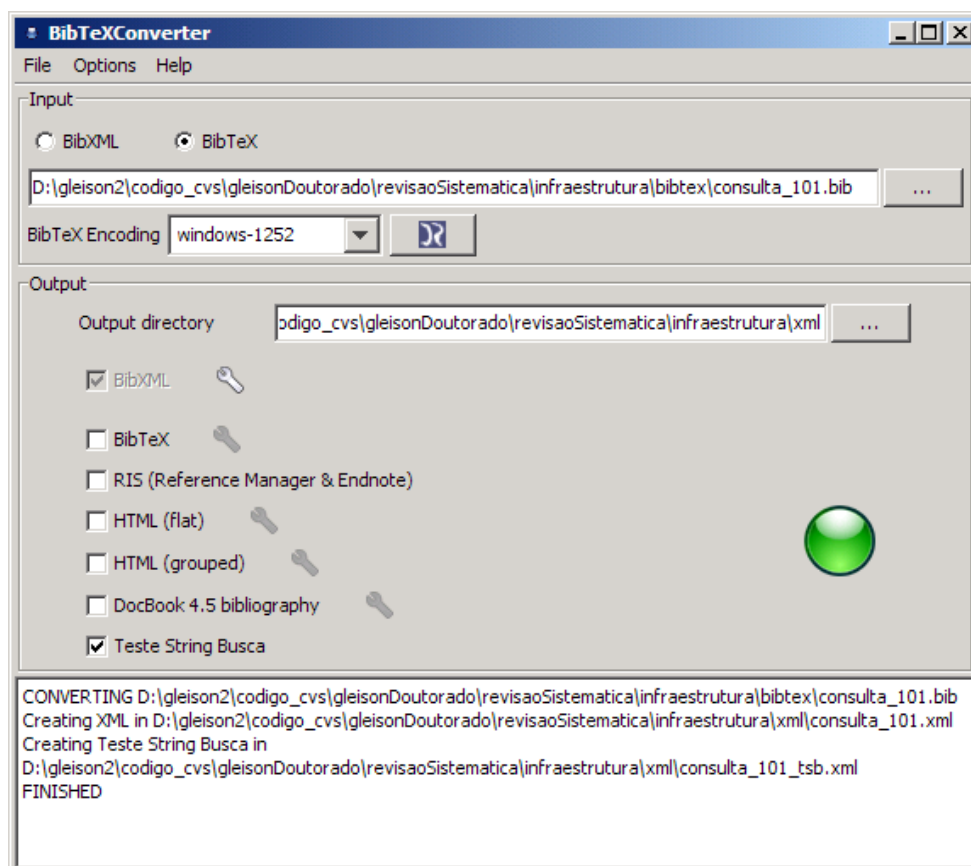 BibTeXConverter
File Options Help
Input
BibXML BibTeX
D:\gleison2\codigo_cvs\gleisonDoutorado\revisaoSistematica\infraestrutura\bibtex\consulta_101.bib ...
BibTeX Encoding windows-1252
Output
Output directory odigo_cvs\gleisonDoutorado\revisaoSistematica\infraestrutura\xml ...
BibXML
BibTeX
RIS (Reference Manager & Endnote)
HTML (flat)
HTML (grouped)
DocBook 4.5 bibliography
Teste String Busca
CONVERTING D:\gleison2\codigo_cvs\gleisonDoutorado\revisaoSistematica\infraestrutura\bibtex\consulta_101.bib
Creating XML in D:\gleison2\codigo_cvs\gleisonDoutorado\revisaoSistematica\infraestrutura\xml\consulta_101.xml
Creating Teste String Busca in
D:\gleison2\codigo_cvs\gleisonDoutorado\revisaoSistematica\infraestrutura\xml\consulta_101_tsb.xml
FINISHED